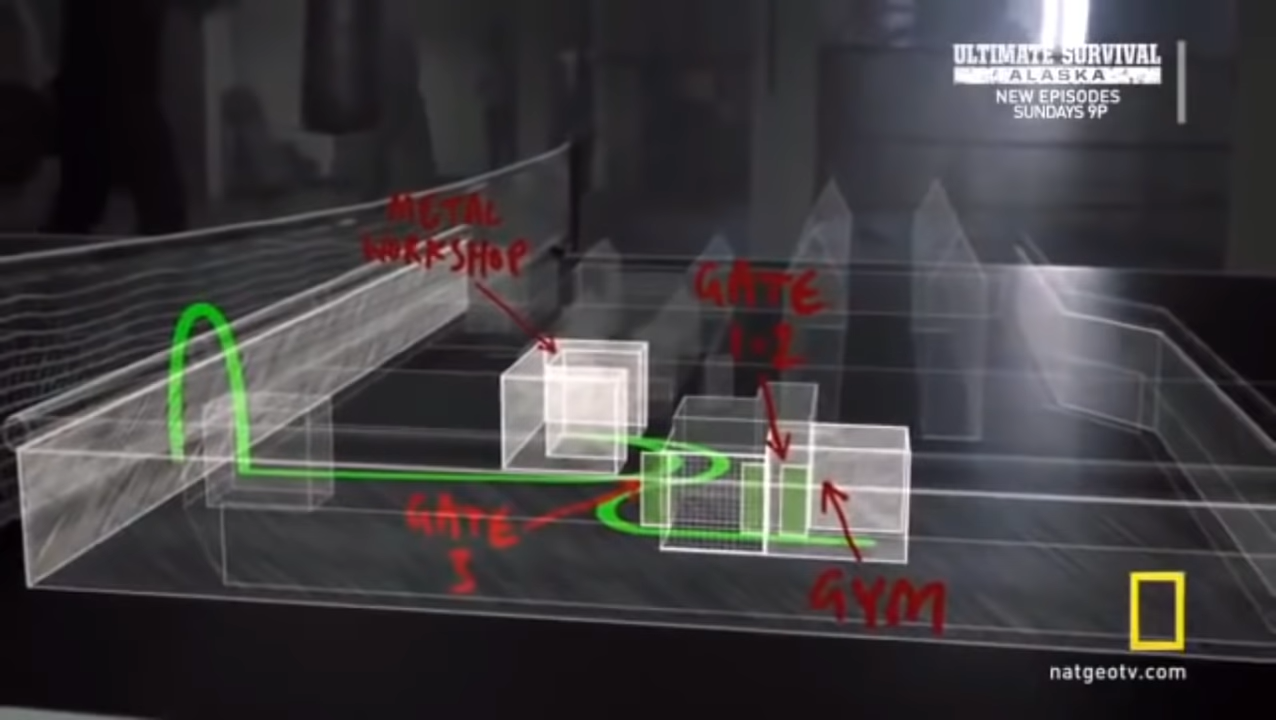 ULTIMATE SURVIVAL
ALASKA
NEW EPISODES
SUNDAYS 9P
METAL
WORKSHOP
GATE
1·2
GATE
3
GYM
natgeotv.com